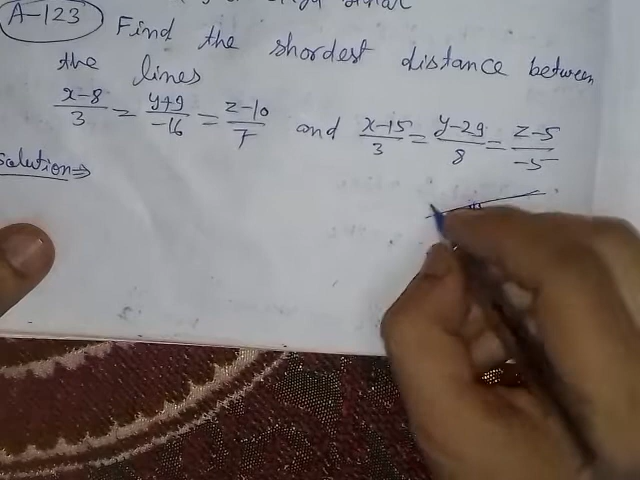 A-123 Find the shordest distance between
the lines
x-8/3 = y+9/-16 = z-10/7 and x-15/3 = y-29/8 = z-5/-5
Solution⇒